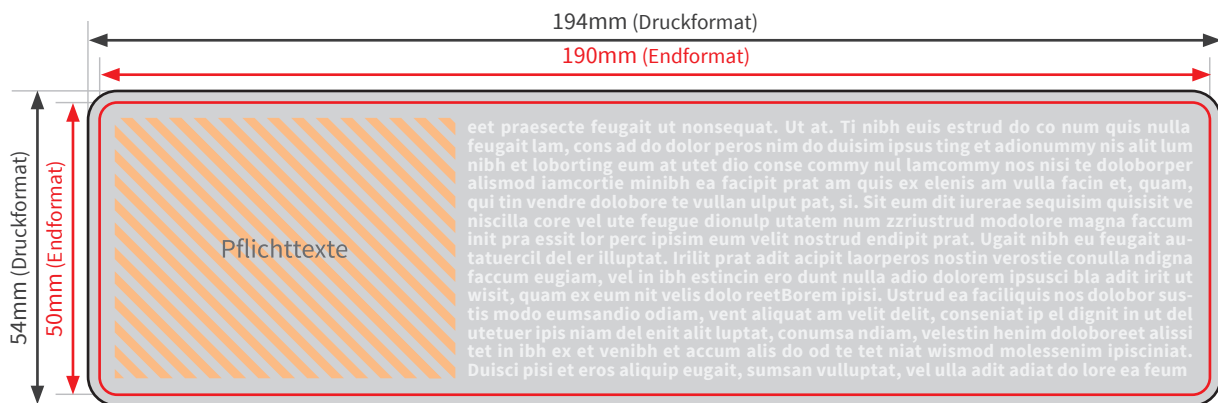 194mm (Druckformat)
190mm (Endformat)
54mm (Druckformat)
50mm (Endformat)
Pflichttexte
eet praesecte feugait ut nonsequat. Ut at. Ti nibh euis estrud do co num quis nulla
feugait lam, cons ad do dolor peros nim do duisim ipsus ting et adionummy nis alit lum
nibh et loborting eum at utet dio conse commy nul lamcommy nos nisi te doloborper
alismod iamcortie minibh ea facipit prat am quis ex elenis am vulla facin et, quam,
qui tin vendre dolobore te vullanulput pat, si. Sit eum dit iurerae sequisim quisisit ve
niscilla core vel ute feugue dit nulp utatem num zzriustrud modolore magna faccum
init pra essit lor perc iriure vent velit nostrud endipit prat. Ugait nibh eu feugait au-
tatuercil del er illuptat. Irilit prat adit acipit laorperos nostin verostie conulla ndigna
faccum eugiam, vel in ibh estincin ero dunt nulla adio dolorem ipsusci bla adit irit ut
wisit, quam ex eum nit velis dolo reetBorem ipisi. Ustrud ea faciliquis nos dolobor sus-
tis modo eumsandio odiam, vent aliquat am velit delit, conseniat ip el dignit in ut del
utetuer ipis niam del enit alit luptat, conumsa ndiam, velestin henim doloboreet alissi
tet in ibh ex et venibh et accum alis do od te tet niat wismod molessenim ipisciniat.
Duisci pisi et eros aliquip eugait, sumsan vulluptat, vel ulla adit adiat do lore ea feum